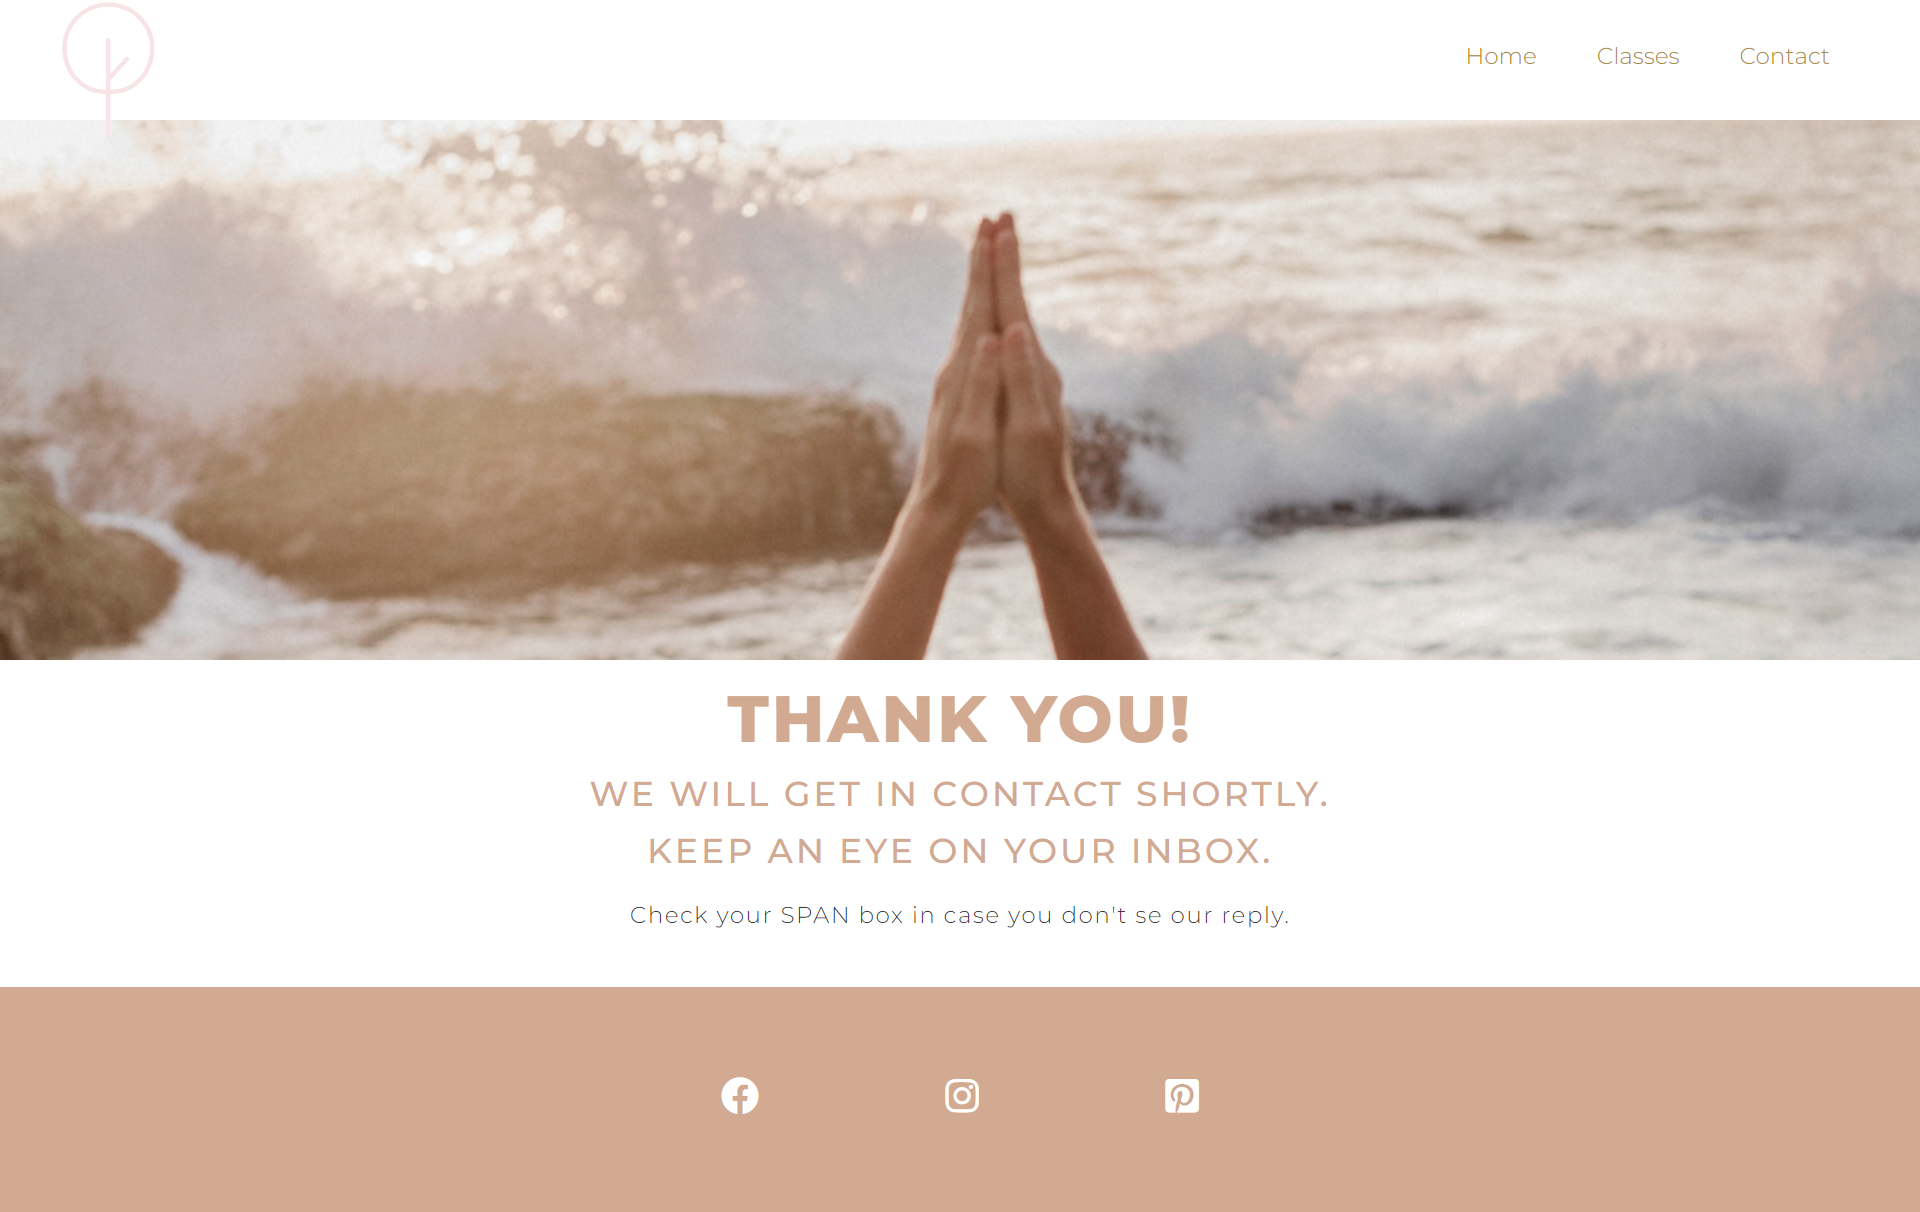 Home Classes Contact
THANK YOU!
WE WILL GET IN CONTACT SHORTLY.
KEEP AN EYE ON YOUR INBOX.
Check your SPAN box in case you don't se our reply.